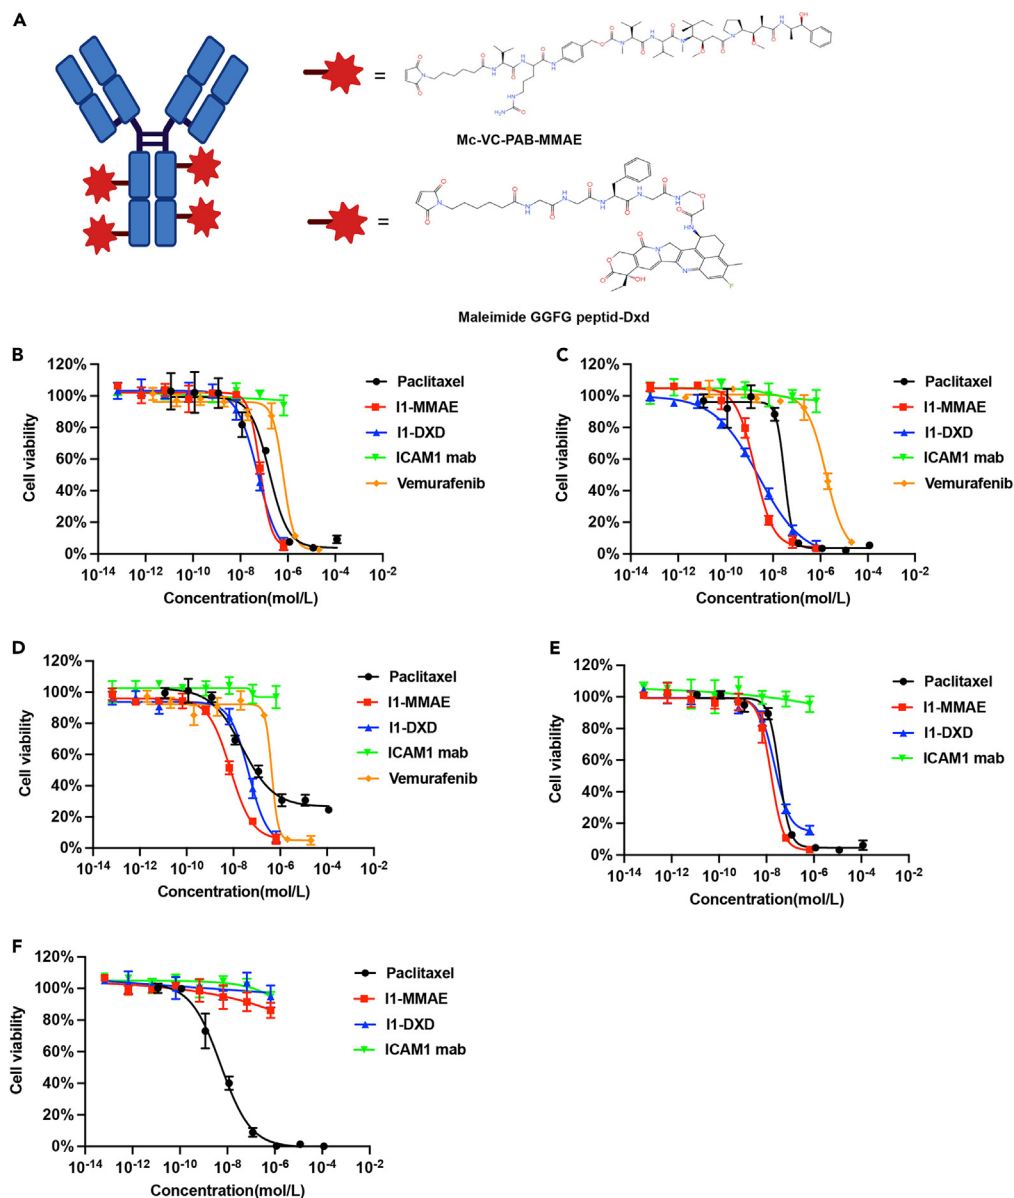 A
=
Mc-VC-PAB-MMAE
=
Maleimide GGFG peptid-Dxd
B
120%
100%
80%
60%
40%
20%
0%
Cell viability
10-14 10-12 10-10 10-8 10-6 10-4 10-2
Concentration(mol/L)
Paclitaxel
I1-MMAE
I1-DXD
ICAM1 mab
Vemurafenib
C
120%
100%
80%
60%
40%
20%
0%
Cell viability
10-14 10-12 10-10 10-8 10-6 10-4 10-2
Concentration(mol/L)
Paclitaxel
I1-MMAE
I1-DXD
ICAM1 mab
Vemurafenib
D
120%
100%
80%
60%
40%
20%
0%
Cell viability
10-14 10-12 10-10 10-8 10-6 10-4 10-2
Concentration(mol/L)
Paclitaxel
I1-MMAE
I1-DXD
ICAM1 mab
Vemurafenib
E
120%
100%
80%
60%
40%
20%
0%
Cell viability
10-14 10-12 10-10 10-8 10-6 10-4 10-2
Concentration(mol/L)
Paclitaxel
I1-MMAE
I1-DXD
ICAM1 mab
F
120%
100%
80%
60%
40%
20%
0%
Cell viability
10-14 10-12 10-10 10-8 10-6 10-4 10-2
Concentration(mol/L)
Paclitaxel
I1-MMAE
I1-DXD
ICAM1 mab